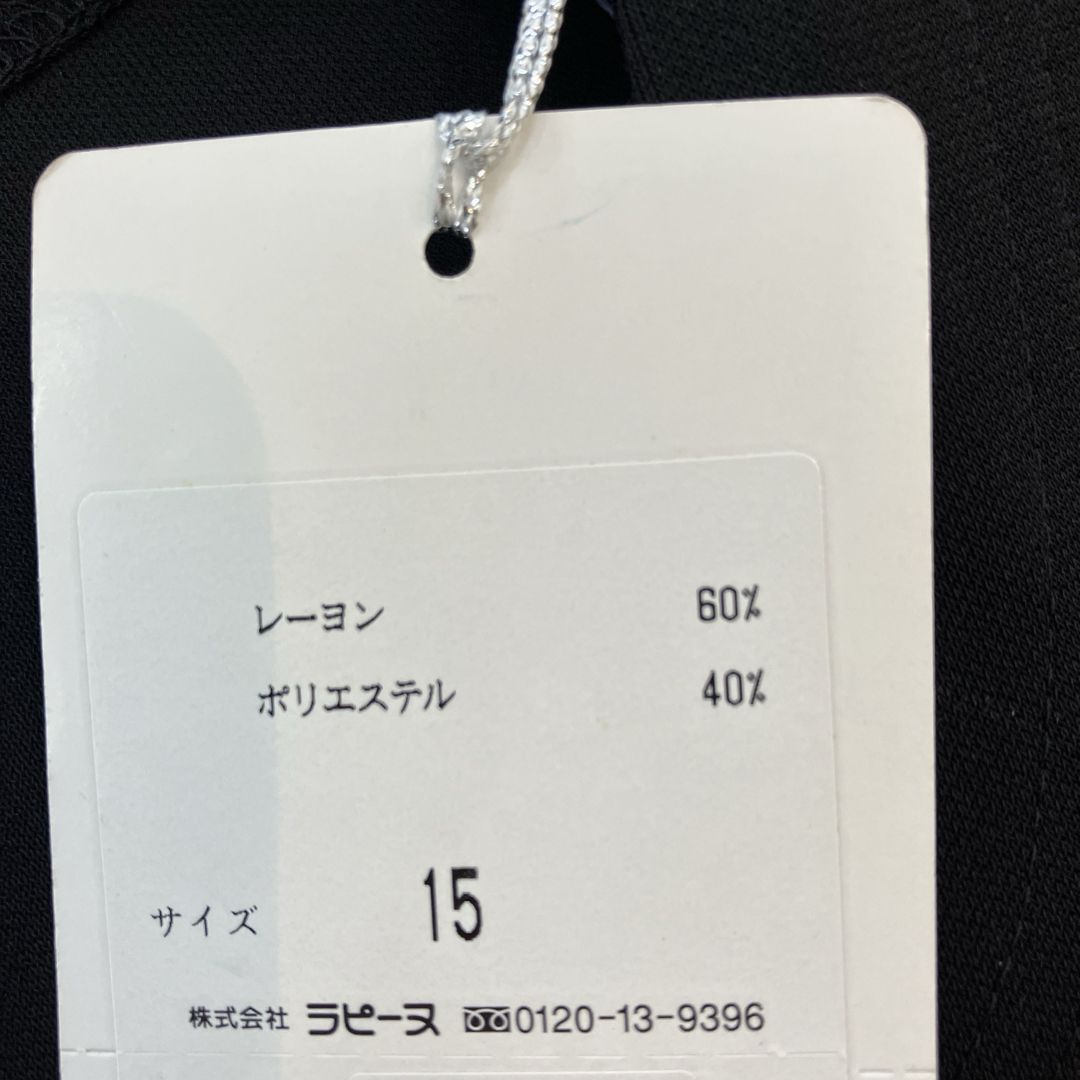 レーヨン 60%
ポリエステル 40%
サイズ 15
株式会社 ラピーヌ 0120-13-9396